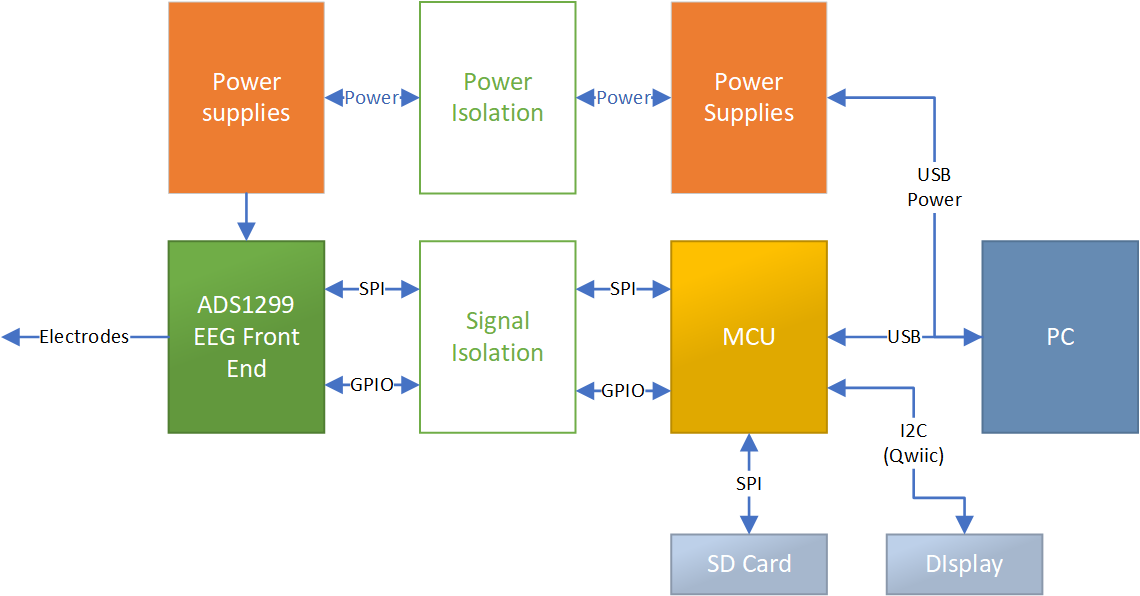 Power
supplies
Power
Power
Isolation
Power
Power
Supplies
USB
Power
ADS1299
EEG Front
End
Electrodes
SPI
GPIO
Signal
Isolation
SPI
GPIO
MCU
USB
PC
I2C
(Qwiic)
SPI
SD Card
DIsplay